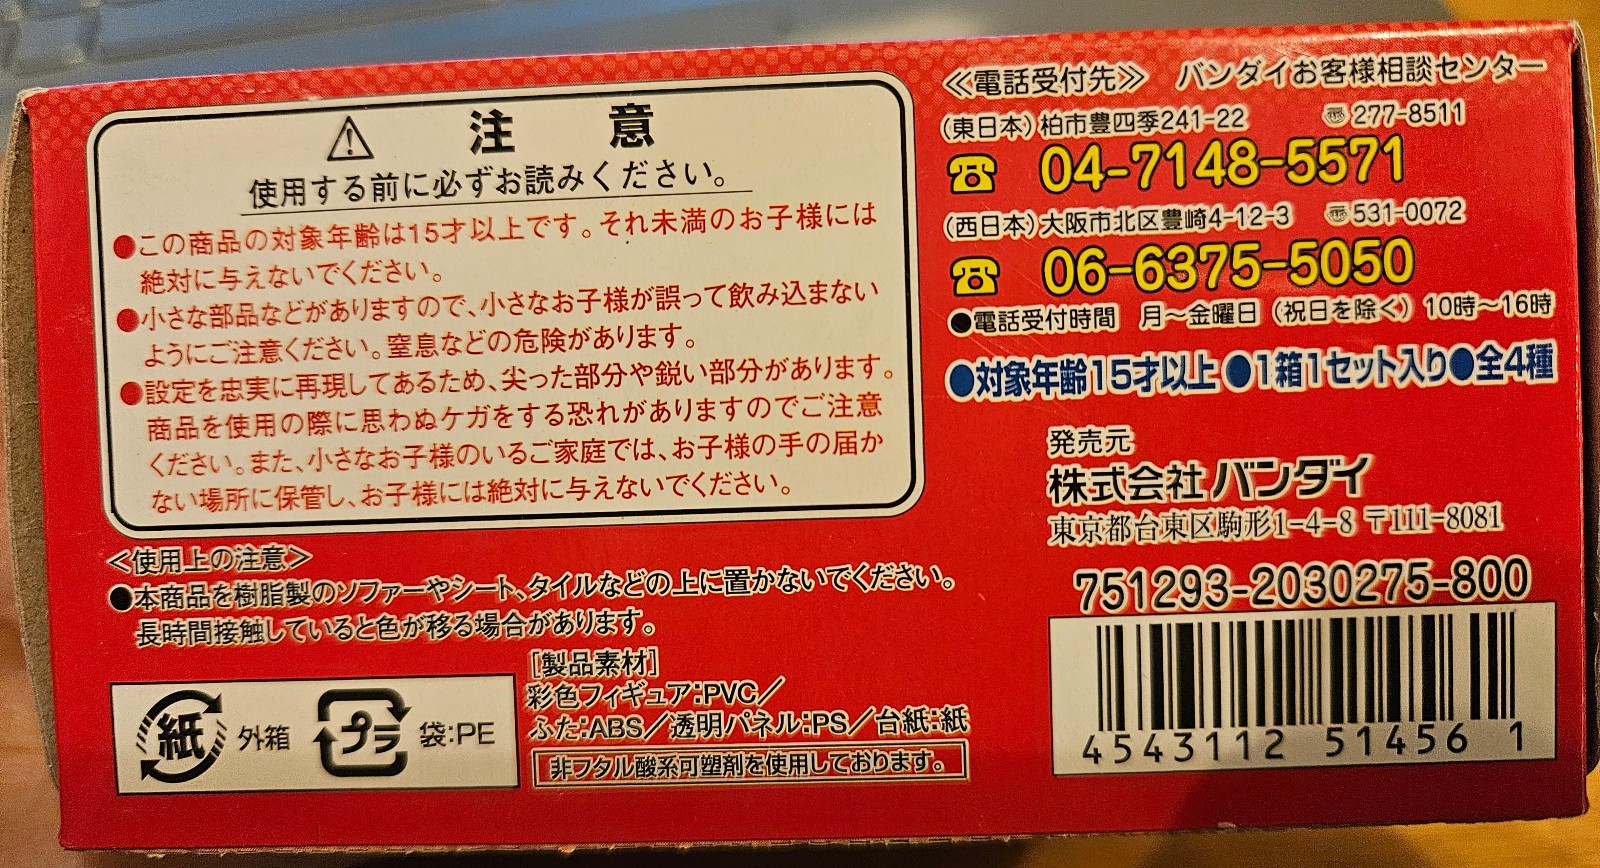 注 意
使用する前に必ずお読みください。
●この商品の対象年齢は15才以上です。それ未満のお子様には
絶対に与えないでください。
●小さな部品などがありますので、小さなお子様が誤って飲み込まない
ようにご注意ください。窒息などの危険があります。
●設定を忠実に再現してあるため、尖った部分や鋭い部分があります。
商品を使用の際に思わぬケガをする恐れがありますのでご注意
ください。また、小さなお子様のいるご家庭では、お子様の手の届か
ない場所に保管し、お子様には絶対に与えないでください。
<使用上の注意>
●本商品を樹脂製のソファーやシート、タイルなどの上に置かないでください。
長時間接触していると色が移る場合があります。
紙 外箱 プラ 袋:PE
[製品素材]
彩色フィギュア:PVC/
ふた:ABS/透明パネル:PS/台紙:紙
非フタル酸系可塑剤を使用しております。
≪電話受付先≫ バンダイお客様相談センター
(東日本)柏市豊四季241-22 〠277-8511
☎ 04-7148-5571
(西日本)大阪市北区豊崎4-12-3 〠531-0072
☎ 06-6375-5050
●電話受付時間 月〜金曜日(祝日を除く)10時〜16時
●対象年齢15才以上●1箱1セット入り●全4種
発売元
株式会社 バンダイ
東京都台東区駒形1-4-8 〒111-8081
751293-2030275-800
4543112 51456 1